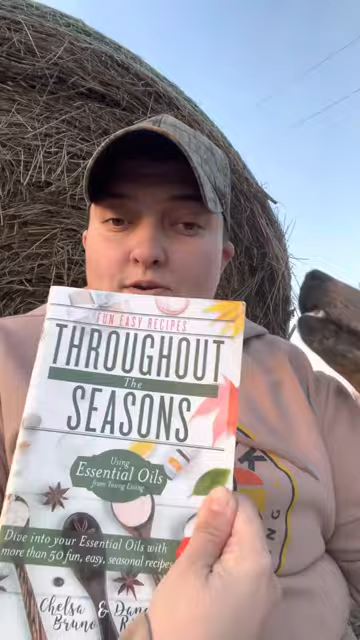 FUN EASY RECIPES
THROUGHOUT
The
SEASONS
Using
Essential Oils
from Young Living
Dive into your Essential Oils with
more than 50 fun, easy, seasonal recipes
Chelsa & Dana
Bruno